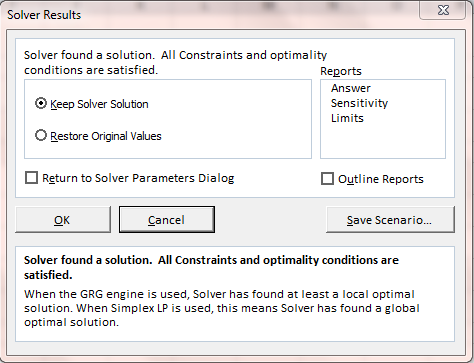 Solver Results
Solver found a solution. All Constraints and optimality
conditions are satisfied.
Reports
Answer
Sensitivity
Limits
Keep Solver Solution
Restore Original Values
Return to Solver Parameters Dialog
Outline Reports
OK
Cancel
Save Scenario...
Solver found a solution. All Constraints and optimality conditions are
satisfied.
When the GRG engine is used, Solver has found at least a local optimal
solution. When Simplex LP is used, this means Solver has found a global
optimal solution.